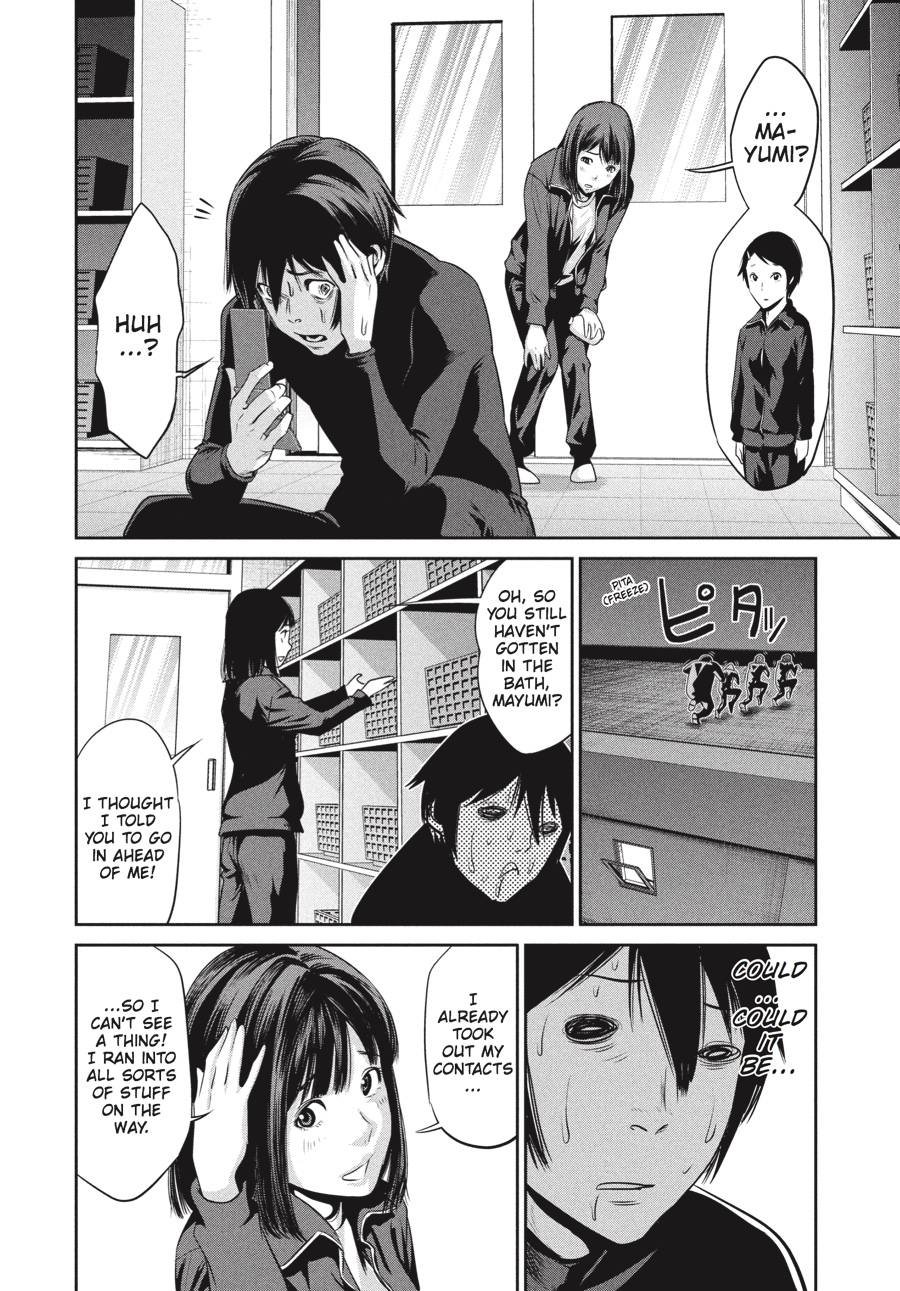 ...
MA-
YUMI?
HUH
...?
PITA
(FREEZE)
ピタッ
OH, SO
YOU STILL
HAVEN'T
GOTTEN
IN THE
BATH,
MAYUMI?
I THOUGHT
I TOLD
YOU TO GO
IN AHEAD
OF ME!
COULD
...
COULD
IT
BE...
I
ALREADY
TOOK
OUT MY
CONTACTS
...
...SO I
CAN'T SEE
A THING!
I RAN INTO
ALL SORTS
OF STUFF
ON THE
WAY.